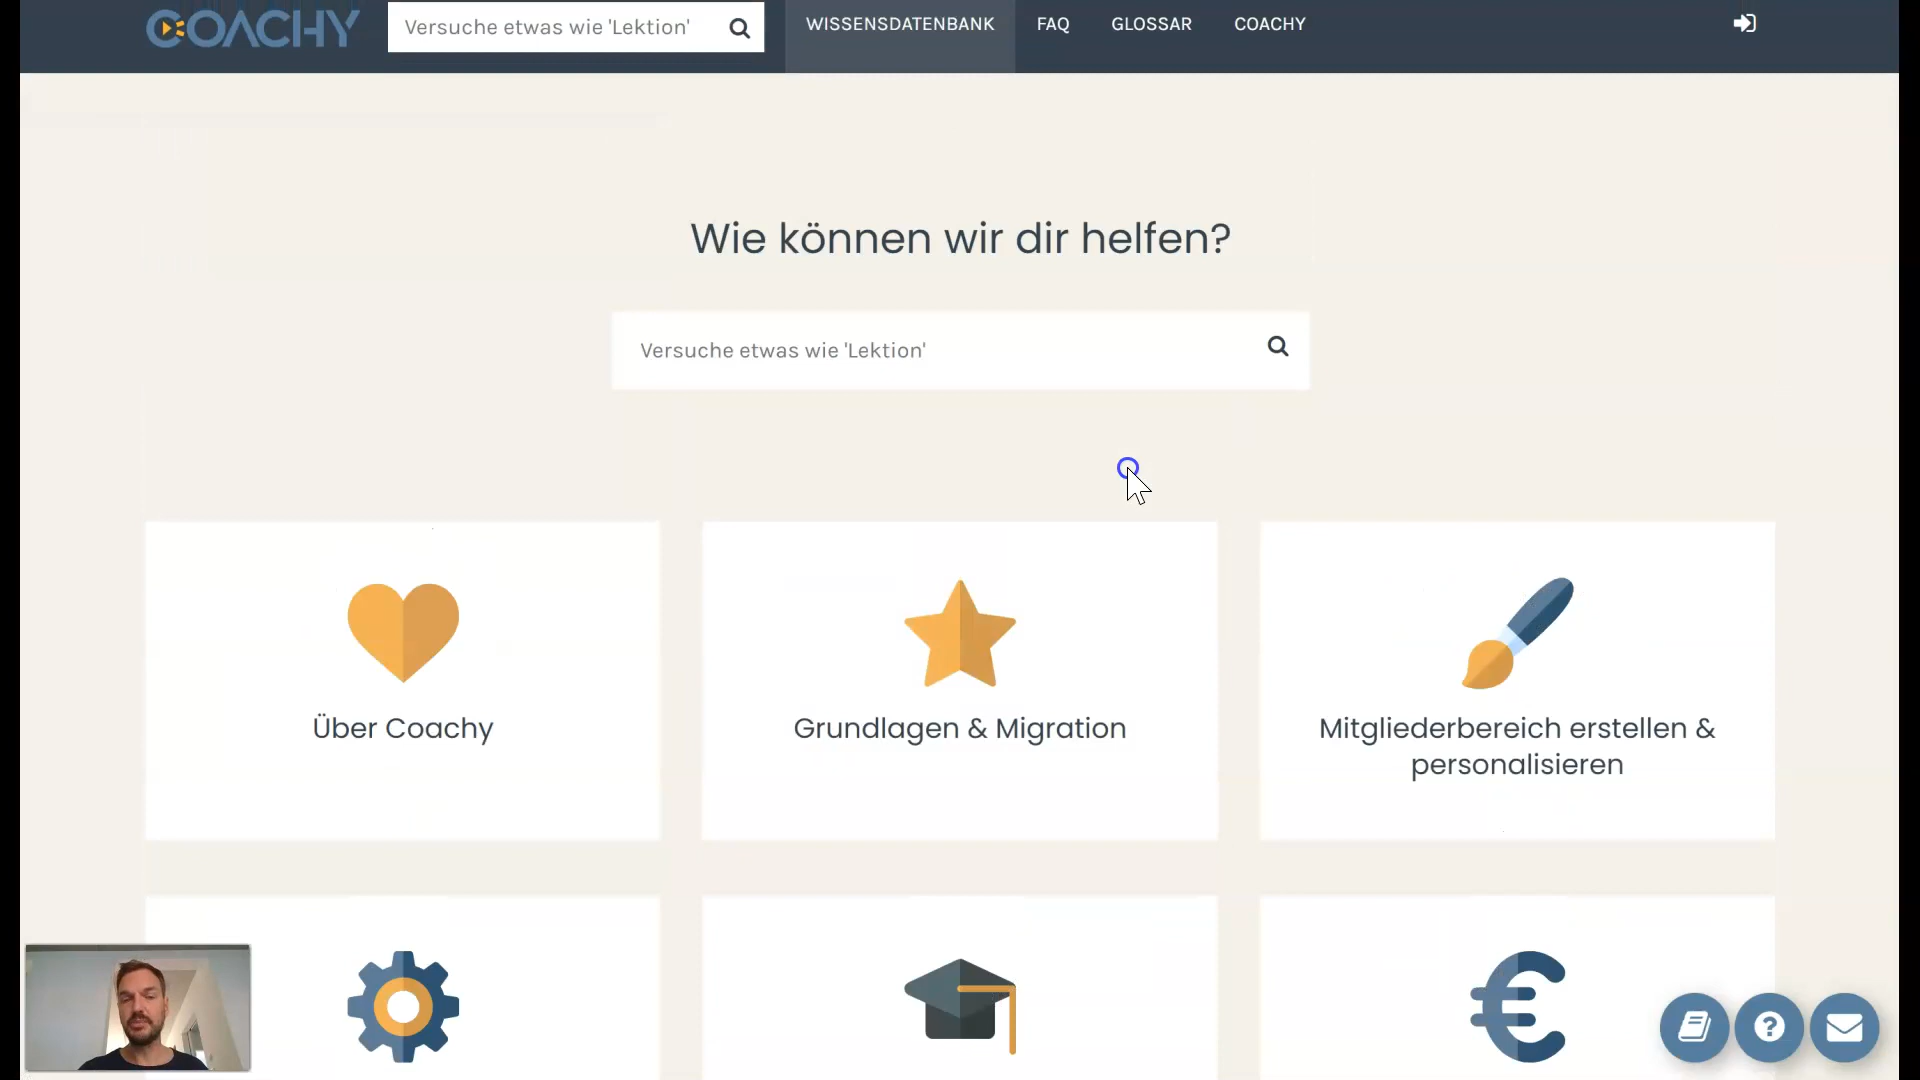 COACHY
Versuche etwas wie 'Lektion'
WISSENSDATENBANK
FAQ
GLOSSAR
COACHY
Wie können wir dir helfen?
Versuche etwas wie 'Lektion'
Über Coachy
Grundlagen & Migration
Mitgliederbereich erstellen &
personalisieren